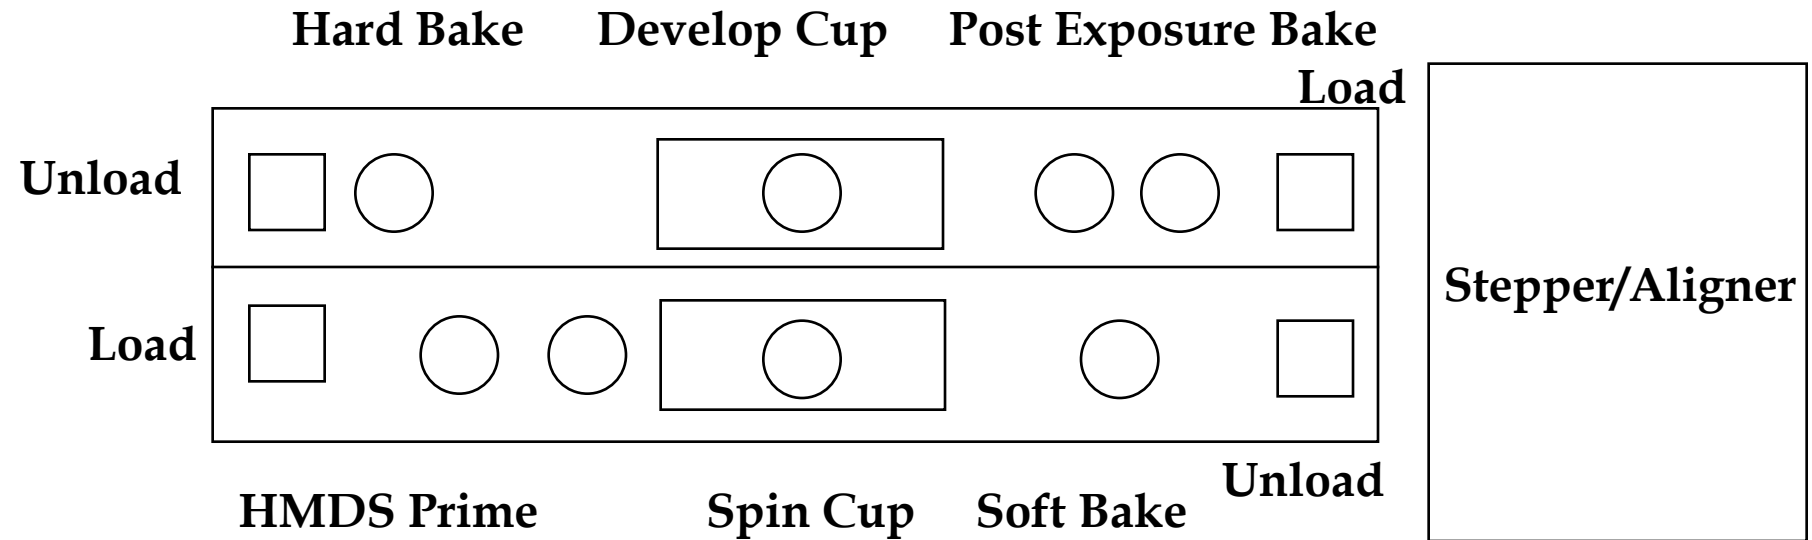 Hard Bake
Develop Cup
Post Exposure Bake
Load
Unload
Stepper/Aligner
Load
Unload
HMDS Prime
Spin Cup
Soft Bake